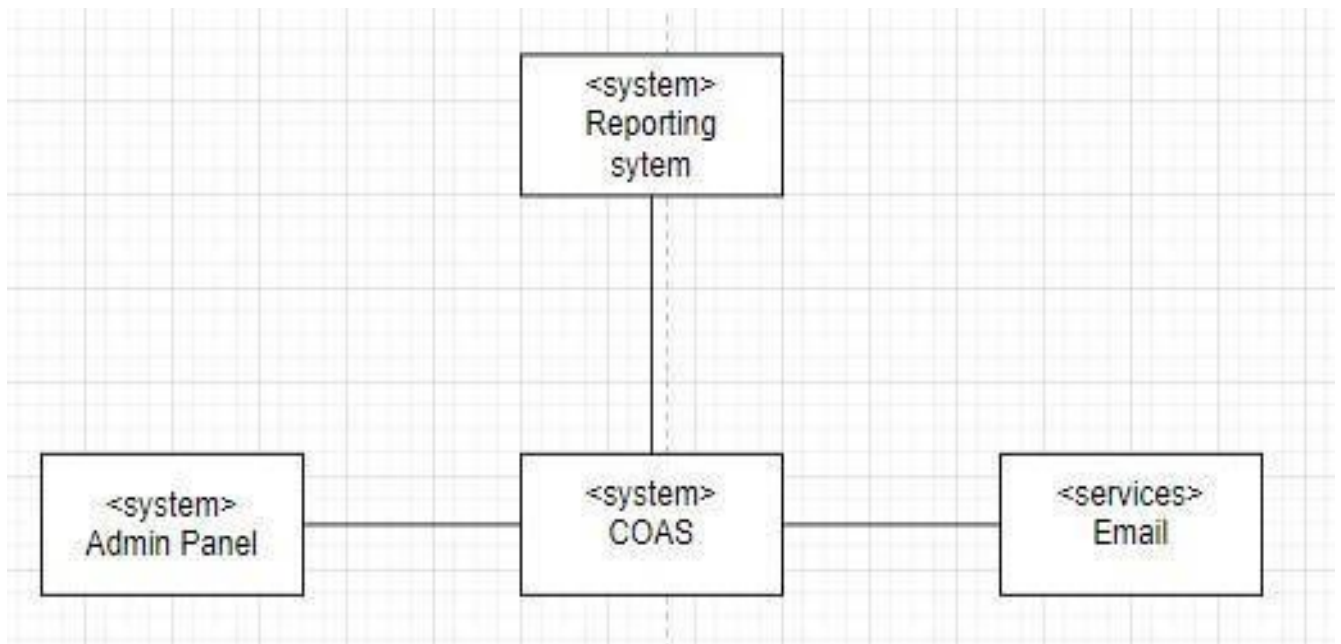 <system>
Reporting
sytem
<system>
Admin Panel
<system>
COAS
<services>
Email